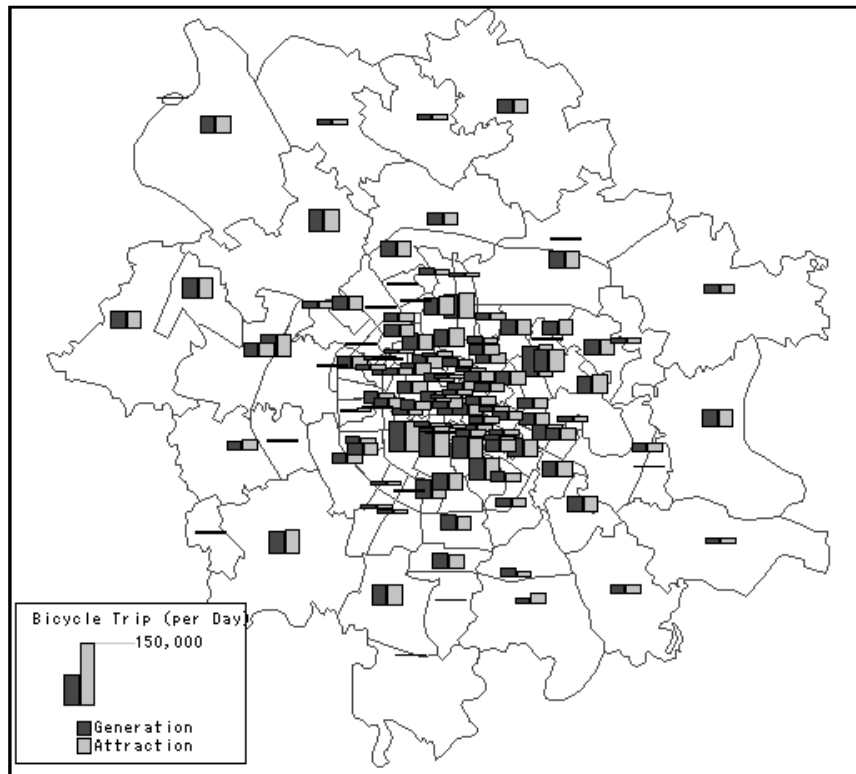 Bicycle Trip (per Day)
150,000
Generation
Attraction